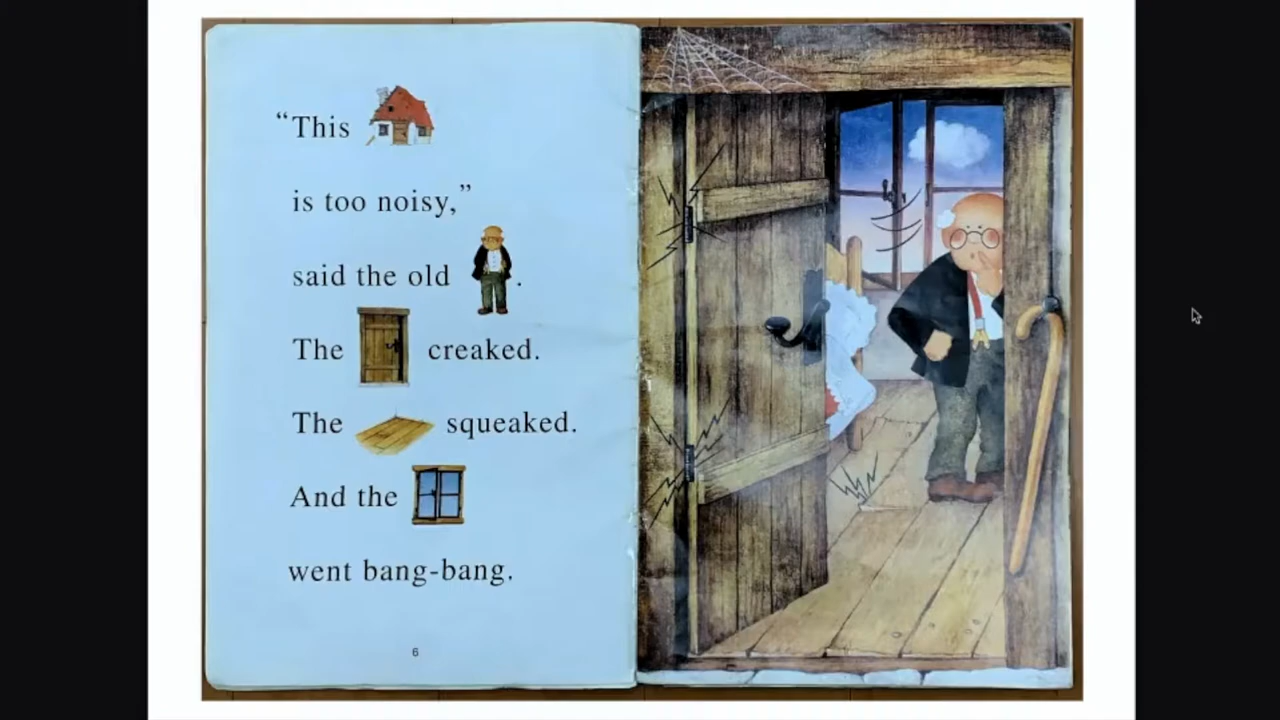 “This
is too noisy,”
said the old .
The creaked.
The squeaked.
And the
went bang-bang.
6